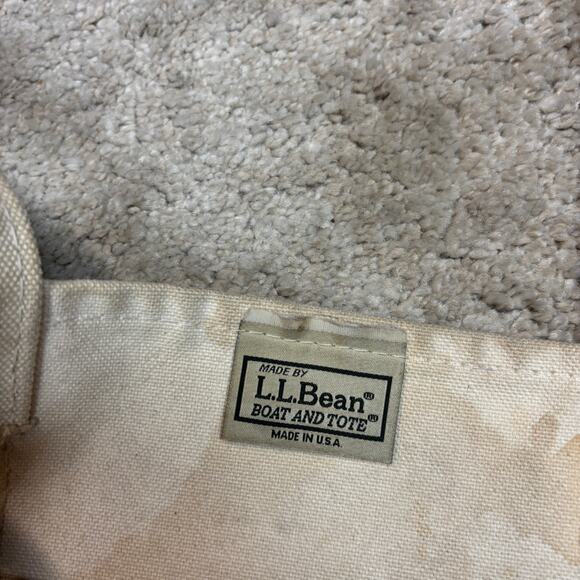 MADE BY
L.L.Bean®
BOAT AND TOTE®
MADE IN U.S.A.